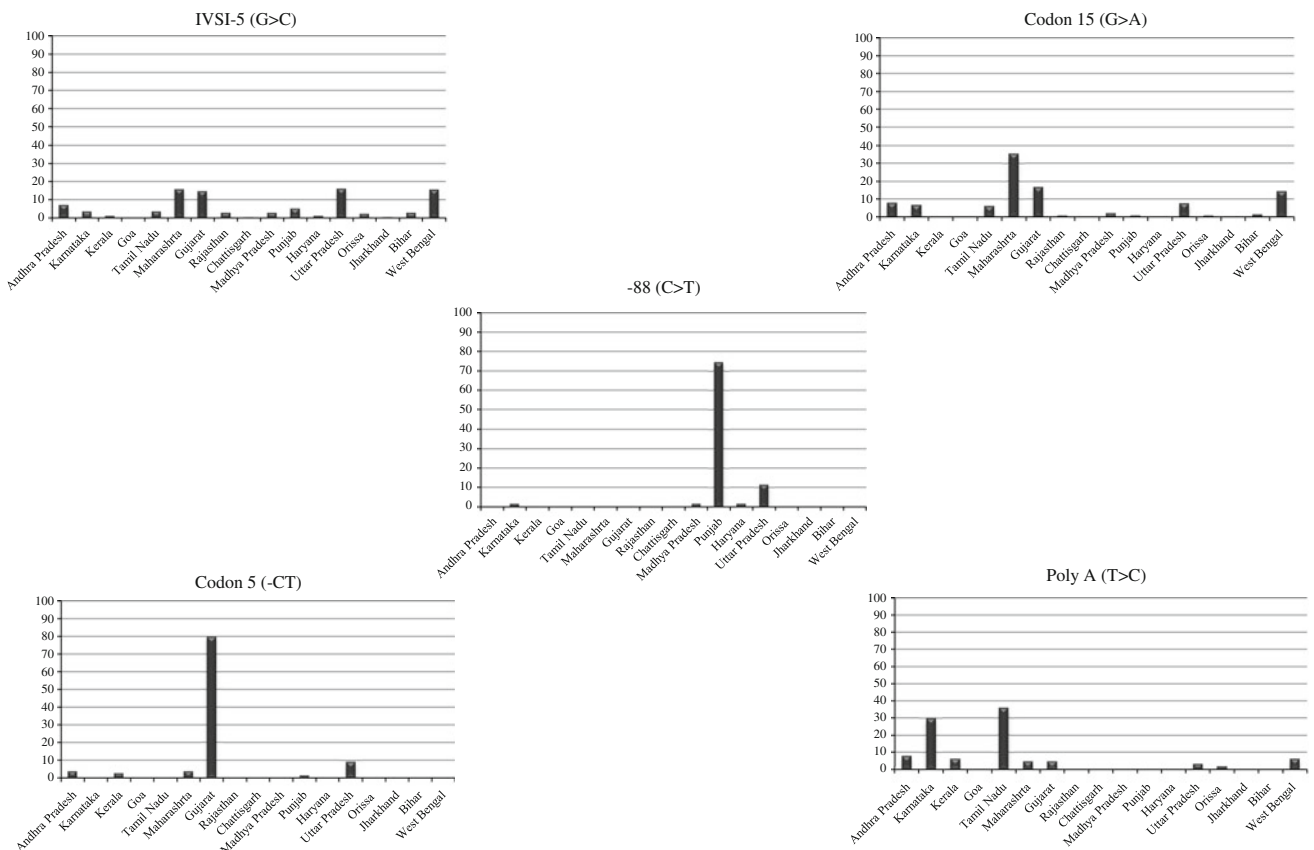 IVSI-5 (G>C)
100
90
80
70
60
50
40
30
20
10
0
Andhra Pradesh
Karnataka
Kerala
Goa
Tamil Nadu
Maharashtra
Gujarat
Rajasthan
Chattisgarh
Madhya Pradesh
Punjab
Haryana
Uttar Pradesh
Orissa
Jharkhand
Bihar
West Bengal
Codon 15 (G>A)
100
90
80
70
60
50
40
30
20
10
0
Andhra Pradesh
Karnataka
Kerala
Goa
Tamil Nadu
Maharashtra
Gujarat
Rajasthan
Chattisgarh
Madhya Pradesh
Punjab
Haryana
Uttar Pradesh
Orissa
Jharkhand
Bihar
West Bengal
-88 (C>T)
100
90
80
70
60
50
40
30
20
10
0
Andhra Pradesh
Karnataka
Kerala
Goa
Tamil Nadu
Maharashtra
Gujarat
Rajasthan
Chattisgarh
Madhya Pradesh
Punjab
Haryana
Uttar Pradesh
Orissa
Jharkhand
Bihar
West Bengal
Codon 5 (-CT)
100
90
80
70
60
50
40
30
20
10
0
Andhra Pradesh
Karnataka
Kerala
Goa
Tamil Nadu
Maharashtra
Gujarat
Rajasthan
Chattisgarh
Madhya Pradesh
Punjab
Haryana
Uttar Pradesh
Orissa
Jharkhand
Bihar
West Bengal
Poly A (T>C)
100
90
80
70
60
50
40
30
20
10
0
Andhra Pradesh
Karnataka
Kerala
Goa
Tamil Nadu
Maharashtra
Gujarat
Rajasthan
Chattisgarh
Madhya Pradesh
Punjab
Haryana
Uttar Pradesh
Orissa
Jharkhand
Bihar
West Bengal